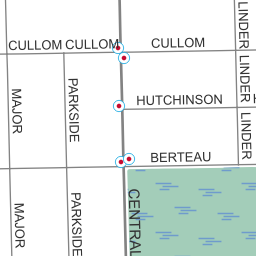 CULLOM
CULLOM
CULLOM
LINDER
LINDER
LINDER
MAJOR
PARKSIDE
HUTCHINSON
BERTEAU
MAJOR
PARKSIDE
CENTRAL